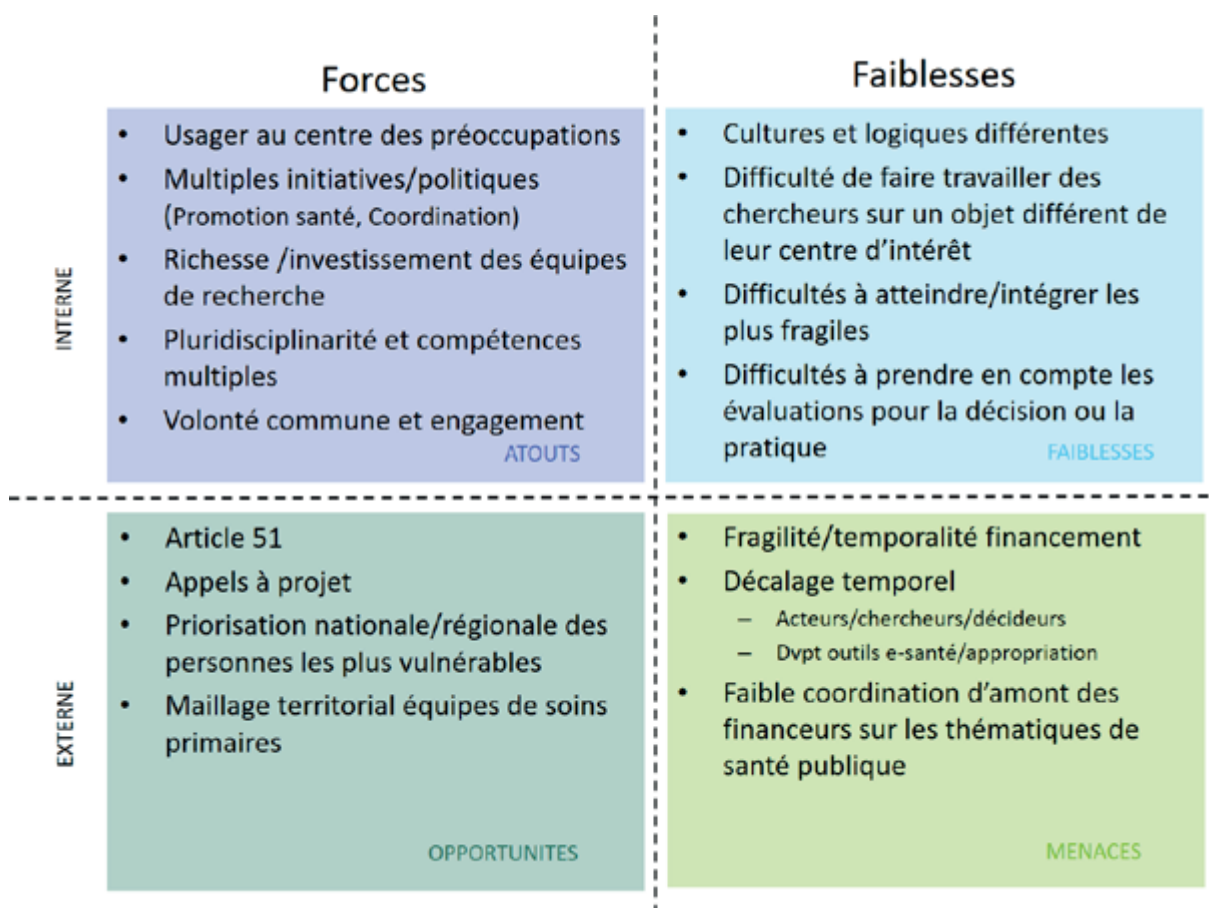 Forces
Faiblesses
INTERNE
• Usager au centre des préoccupations
• Multiples initiatives/politiques
(Promotion santé, Coordination)
• Richesse /investissement des équipes
de recherche
• Pluridisciplinarité et compétences
multiples
• Volonté commune et engagement
ATOUTS
• Cultures et logiques différentes
• Difficulté de faire travailler des
chercheurs sur un objet différent de
leur centre d'intérêt
• Difficultés à atteindre/intégrer les
plus fragiles
• Difficultés à prendre en compte les
évaluations pour la décision ou la
pratique
FAIBLESSES
EXTERNE
• Article 51
• Appels à projet
• Priorisation nationale/régionale des
personnes les plus vulnérables
• Maillage territorial équipes de soins
primaires
OPPORTUNITES
• Fragilité/temporalité financement
• Décalage temporel
– Acteurs/chercheurs/décideurs
– Dvpt outils e-santé/appropriation
• Faible coordination d'amont des
financeurs sur les thématiques de
santé publique
MENACES